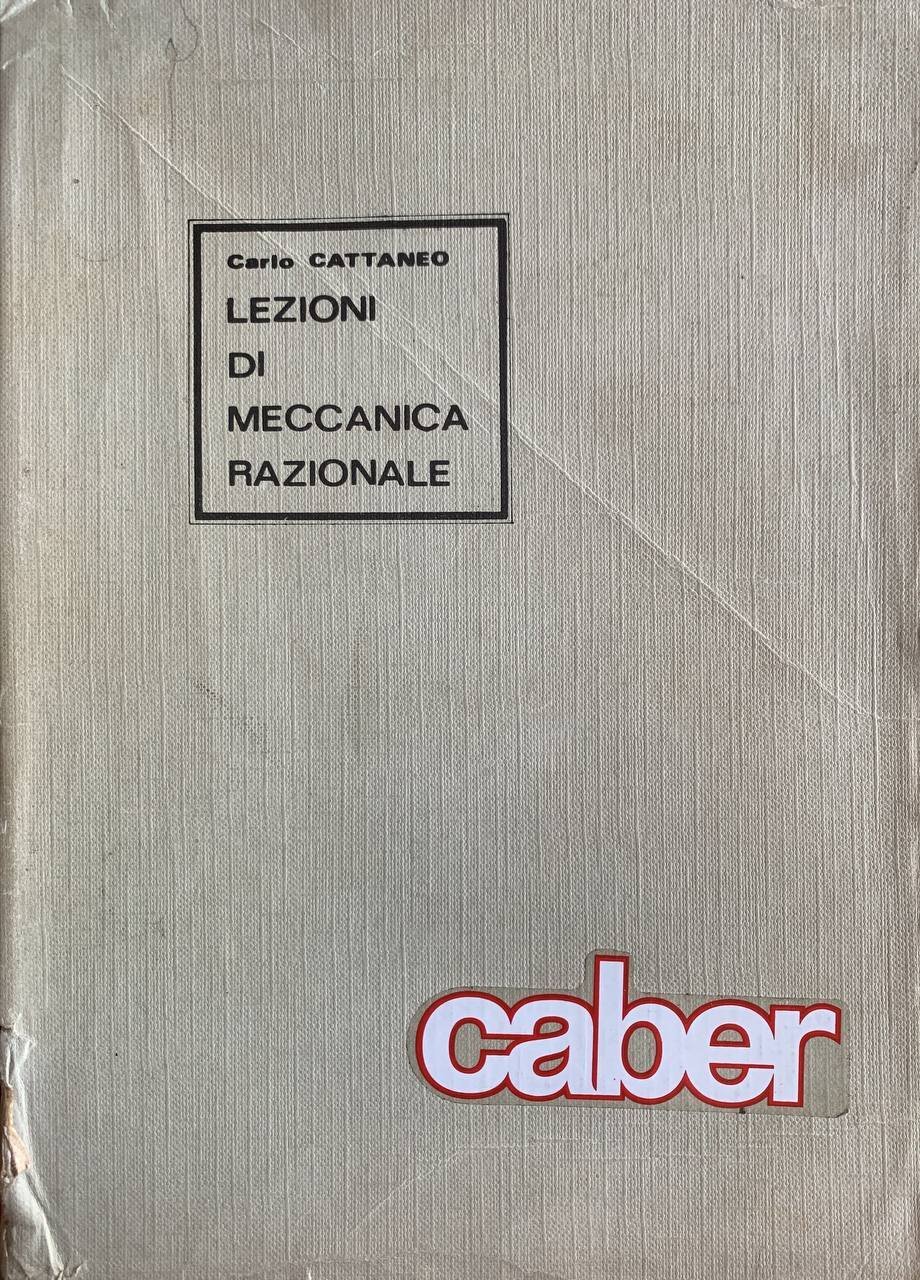 Carlo CATTANEO
LEZIONI
DI
MECCANICA
RAZIONALE
caber